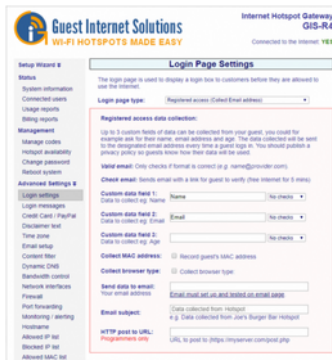 Guest Internet Solutions
WI-FI HOTSPOTS MADE EASY
Internet Hotspot Gateway
GIS-R4
Connected to the internet: YES
Setup Wizard
Status
System information
Connected users
Usage reports
Billing reports
Management
Manage codes
Hotspot availability
Change password
Reboot system
Advanced Settings
Login settings
Login messages
Credit Card / PayPal
Disclaimer text
Time zone
Email setup
Content filter
Dynamic DNS
Bandwidth control
Network interfaces
Firewall
Port forwarding
Monitoring / alerting
Hostname
Allowed IP list
Blocked IP list
Allowed MAC list
Login Page Settings
The login page is used to display a login box to customers before they are allowed to
use the internet.
Login page type: Registered access (Collect Email address)
Registered access data collection:
Up to 3 custom fields of data can be collected from your guest, you could for
example ask for their name, email address and age. The collected data will be sent
to the designated email address every time a guest logs in. You should publish a
privacy policy so guests know how their data will be used.
Valid email: Only checks if format is correct (e.g. name@provider.com).
Check email: Sends email with a link for guest to verify (free internet for 5 mins)
Custom data field 1: Name No checks
Data to collect eg: Name
Custom data field 2: Email No checks
Data to collect eg: Email
Custom data field 3: No checks
Data to collect eg: Age
Collect MAC address: Record guest's MAC address
Collect browser type: Collect browser type
Send data to email:
Your email address Email must set up and tested on email page
Email subject: Data collected from Hotspot
e.g. Data collected from Joe's Burger Bar Hotspot
HTTP post to URL:
Programmers only URL to post to (https://myserver.com/post.php